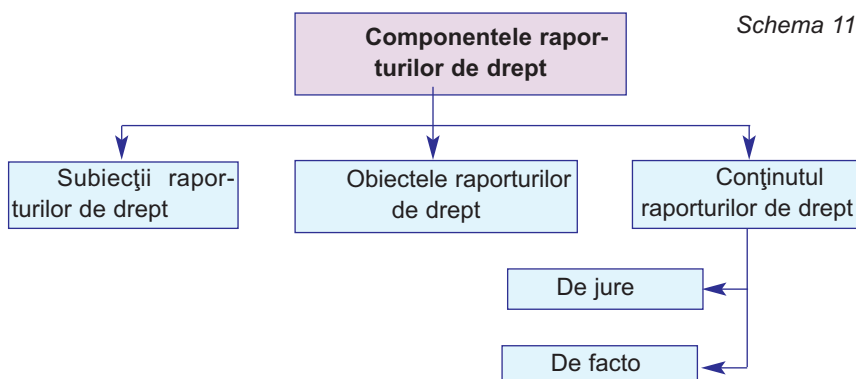 Schema 11
Componentele rapor-
turilor de drept
Subiecţii rapor-
turilor de drept
Obiectele raporturilor
de drept
Conţinutul
raporturilor de drept
De jure
De facto